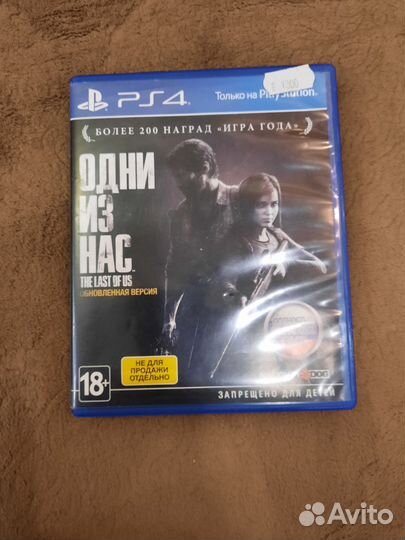 PS4
Только на PlayStation
БОЛЕЕ 200 НАГРАД «ИГРА ГОДА»
ОДНИ
ИЗ
НАС
THE LAST OF US
ОБНОВЛЕННАЯ ВЕРСИЯ
НЕ ДЛЯ
ПРОДАЖИ
ОТДЕЛЬНО
18+
DOG
ЗАПРЕЩЕНО ДЛЯ ДЕТЕЙ
Avito